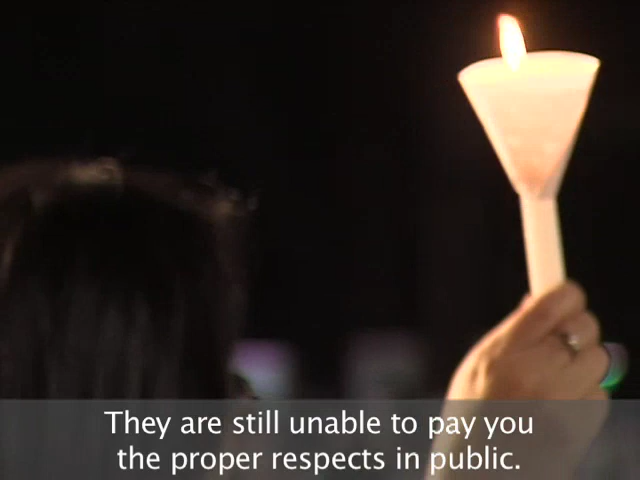 They are still unable to pay you
the proper respects in public.